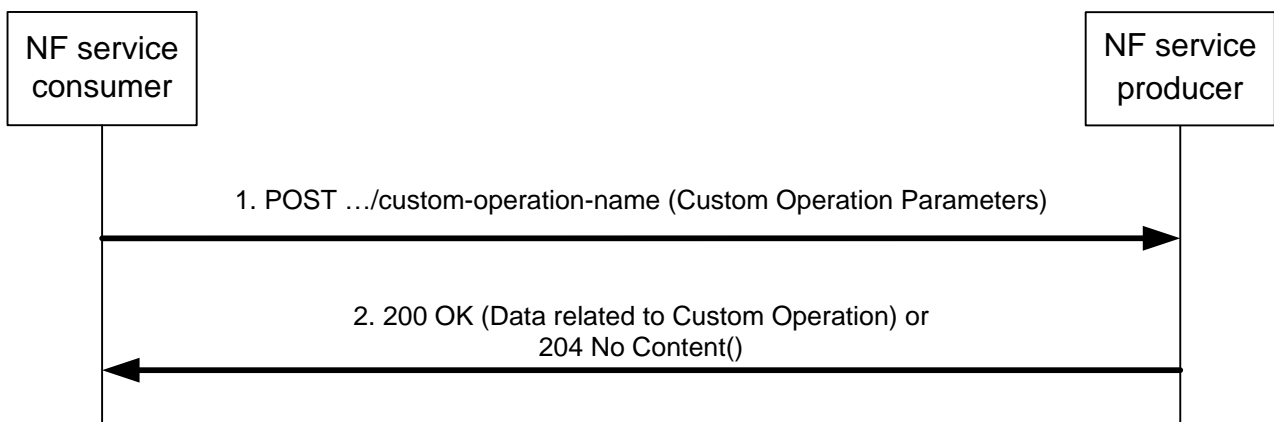 NF service
consumer
NF service
producer
1. POST …/custom-operation-name (Custom Operation Parameters)
2. 200 OK (Data related to Custom Operation) or
204 No Content()